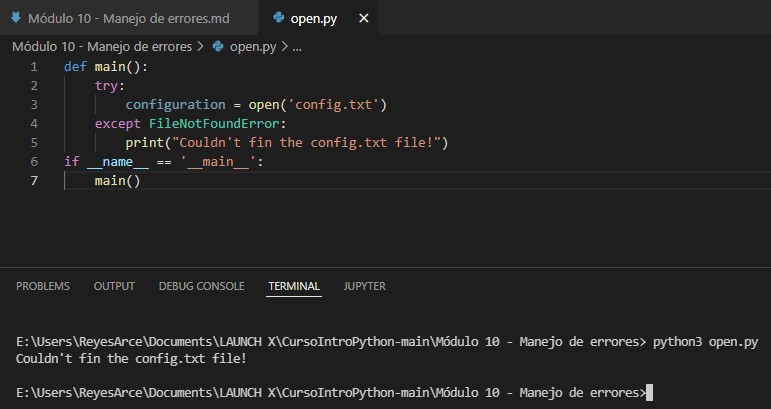 Módulo 10 - Manejo de errores.md
open.py
Módulo 10 - Manejo de errores > open.py > ...
1 def main():
2 try:
3 configuration = open('config.txt')
4 except FileNotFoundError:
5 print("Couldn't fin the config.txt file!")
6 if __name__ == '__main__':
7 main()
PROBLEMS OUTPUT DEBUG CONSOLE TERMINAL JUPYTER
E:\Users\ReyesArce\Documents\LAUNCH X\CursoIntroPython-main\Módulo 10 - Manejo de errores> python3 open.py
Couldn't fin the config.txt file!
E:\Users\ReyesArce\Documents\LAUNCH X\CursoIntroPython-main\Módulo 10 - Manejo de errores>